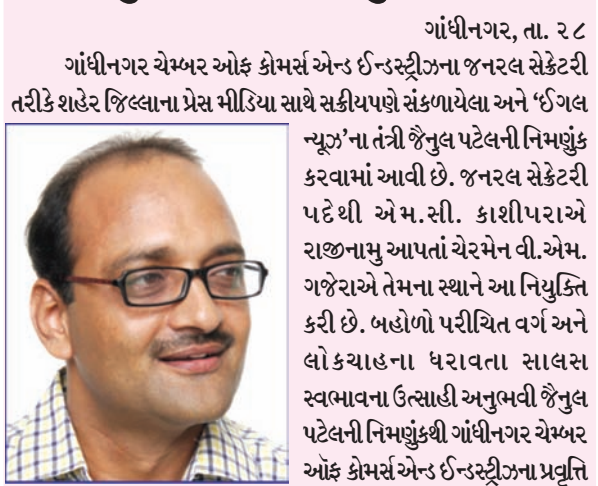 ગાંધીનગર, તા. ૨૮
ગાંધીનગર ચેમ્બર ઓફ કોમર્સ એન્ડ ઈન્ડસ્ટ્રીઝના જનરલ સેક્રેટરી
તરીકે શહેર જિલ્લાના પ્રેસ મીડિયા સાથે સક્રીયપણે સંકળાયેલા અને ‘ઈગલ
ન્યૂઝ’ના તંત્રી જૈનુલ પટેલની નિમણુંક
કરવામાં આવી છે. જનરલ સેક્રેટરી
પદેથી એમ.સી. કાશીપરાએ
રાજીનામુ આપતાં ચેરમેન વી.એમ.
ગજેરાએ તેમના સ્થાને આ નિયુક્તિ
કરી છે. બહોળો પરીચિત વર્ગ અને
લોકચાહના ધરાવતા સાલસ
સ્વભાવના ઉત્સાહી અનુભવી જૈનુલ
પટેલની નિમણુંકથી ગાંધીનગર ચેમ્બર
ઑફ કોમર્સ એન્ડ ઈન્ડસ્ટ્રીઝના પ્રવૃત્તિ